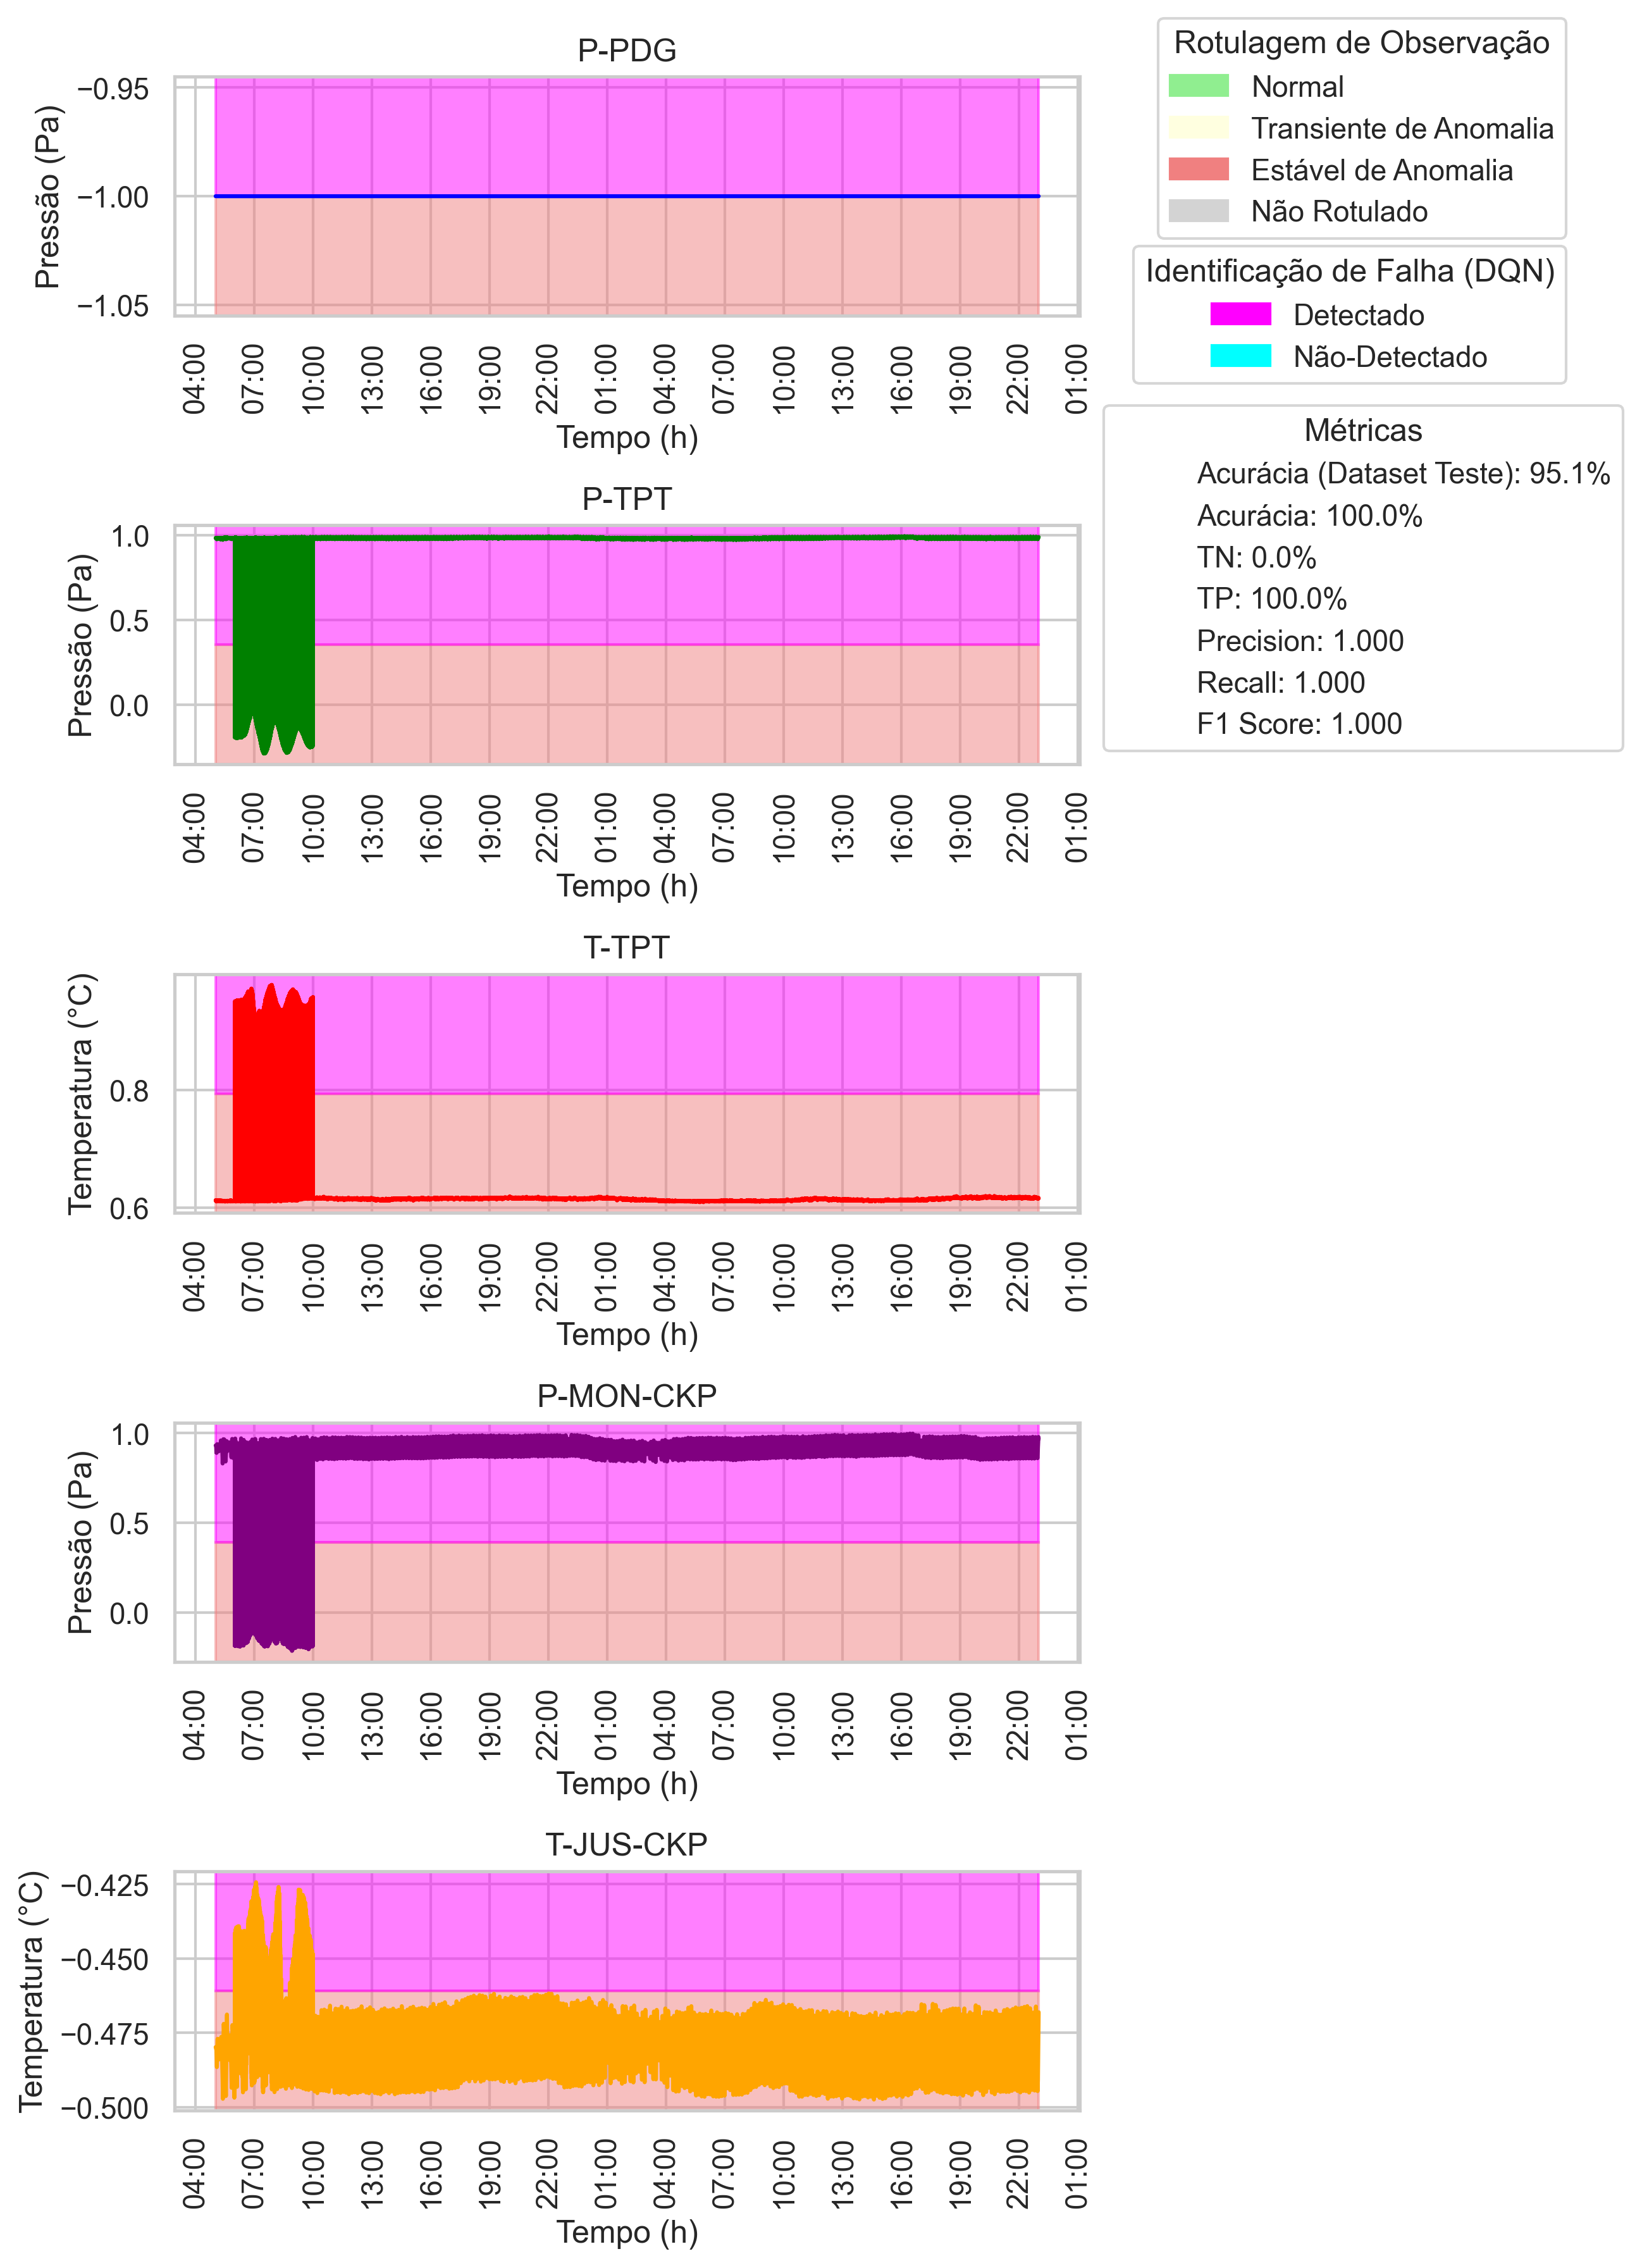 P-PDG
Pressão (Pa)
−0.95
−1.00
−1.05
04:00 07:00 10:00 13:00 16:00 19:00 22:00 01:00 04:00 07:00 10:00 13:00 16:00 19:00 22:00 01:00
Tempo (h)
Rotulagem de Observação
Normal
Transiente de Anomalia
Estável de Anomalia
Não Rotulado
Identificação de Falha (DQN)
Detectado
Não-Detectado
Métricas
Acurácia (Dataset Teste): 95.1%
Acurácia: 100.0%
TN: 0.0%
TP: 100.0%
Precision: 1.000
Recall: 1.000
F1 Score: 1.000
P-TPT
Pressão (Pa)
1.0
0.5
0.0
04:00 07:00 10:00 13:00 16:00 19:00 22:00 01:00 04:00 07:00 10:00 13:00 16:00 19:00 22:00 01:00
Tempo (h)
T-TPT
Temperatura (°C)
0.8
0.6
04:00 07:00 10:00 13:00 16:00 19:00 22:00 01:00 04:00 07:00 10:00 13:00 16:00 19:00 22:00 01:00
Tempo (h)
P-MON-CKP
Pressão (Pa)
1.0
0.5
0.0
04:00 07:00 10:00 13:00 16:00 19:00 22:00 01:00 04:00 07:00 10:00 13:00 16:00 19:00 22:00 01:00
Tempo (h)
T-JUS-CKP
Temperatura (°C)
−0.425
−0.450
−0.475
−0.500
04:00 07:00 10:00 13:00 16:00 19:00 22:00 01:00 04:00 07:00 10:00 13:00 16:00 19:00 22:00 01:00
Tempo (h)